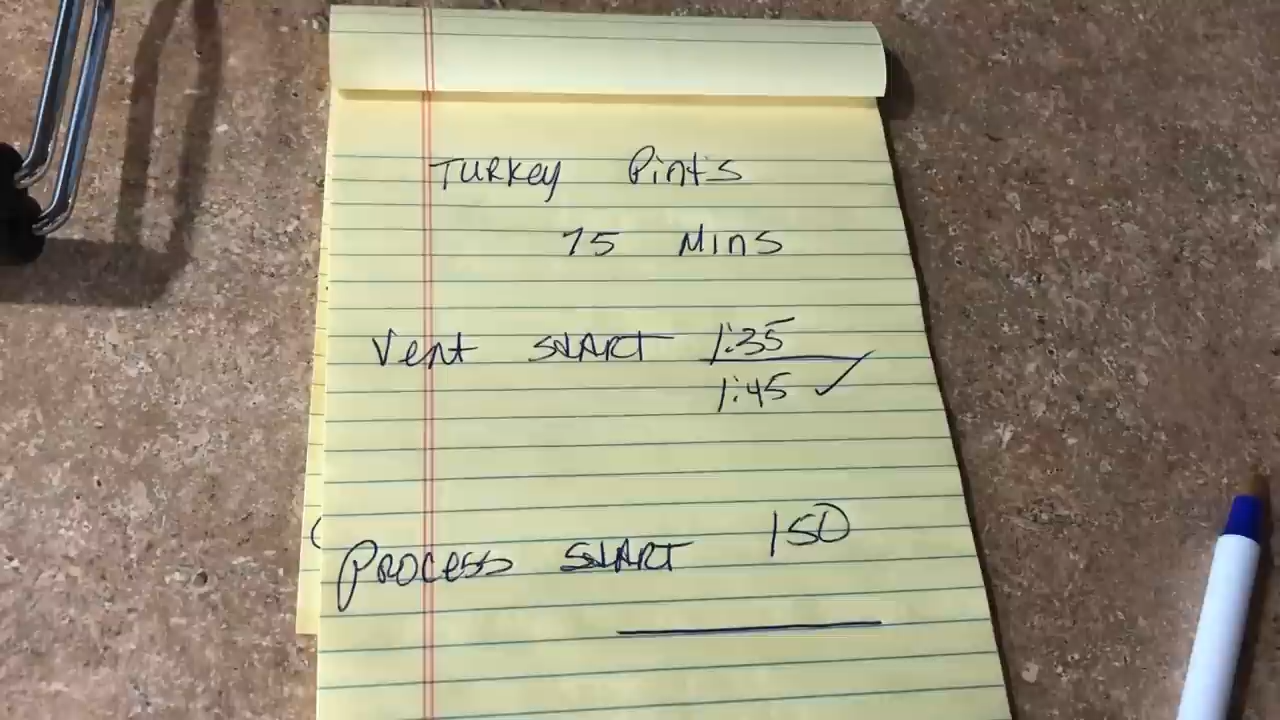 TURKEY Pints
75 Mins
Vent START 1:35
1:45 ✓
PROCESS START 150